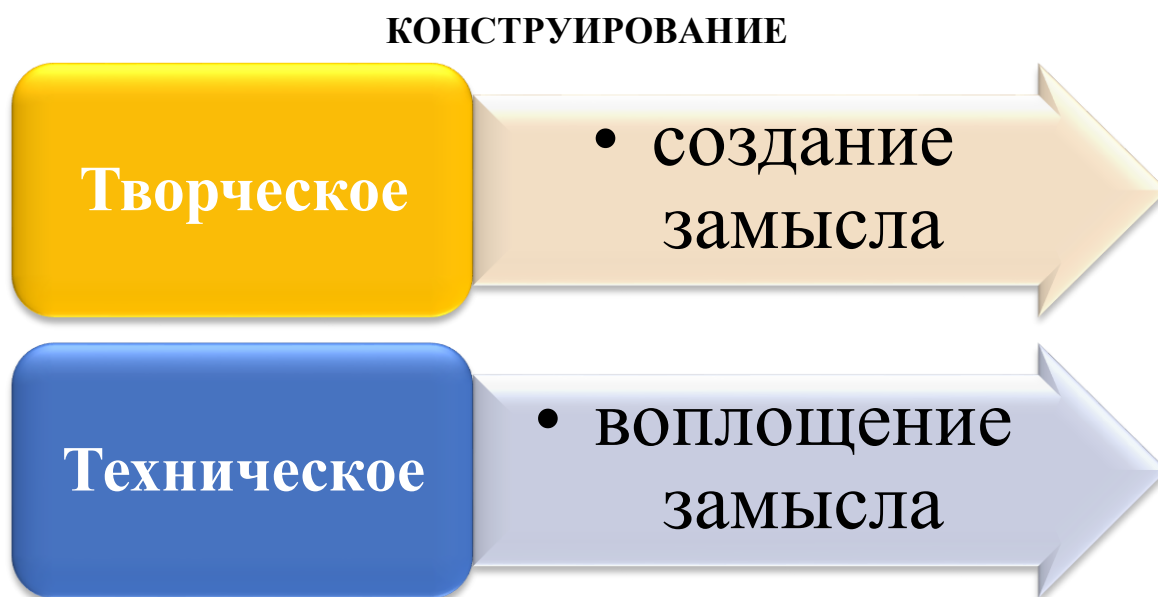 КОНСТРУИРОВАНИЕ
Творческое
• создание
замысла
Техническое
• воплощение
замысла